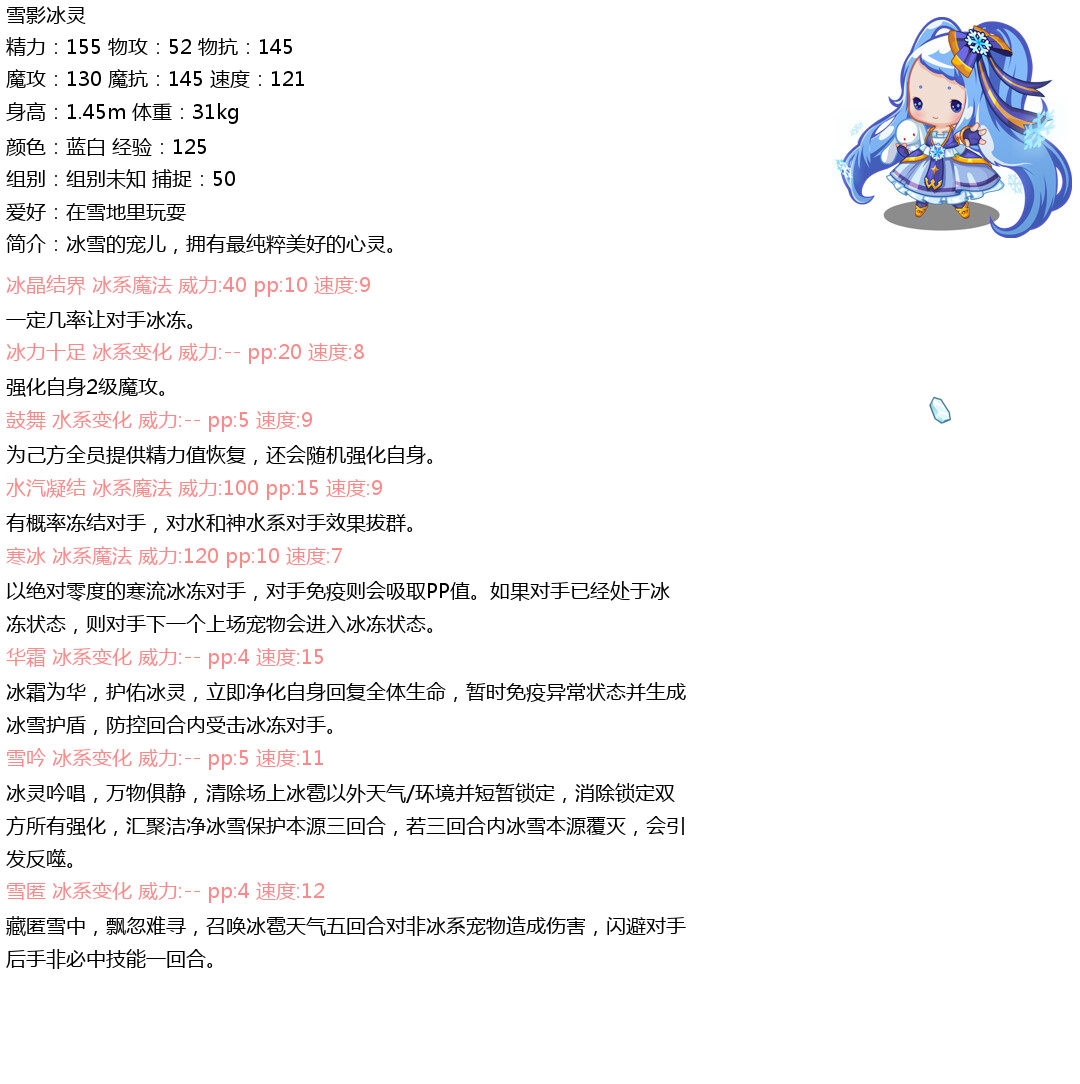 雪影冰灵
精力：155 物攻：52 物抗：145
魔攻：130 魔抗：145 速度：121
身高：1.45m 体重：31kg
颜色：蓝白 经验：125
组别：组别未知 捕捉：50
爱好：在雪地里玩耍
简介：冰雪的宠儿，拥有最纯粹美好的心灵。
冰晶结界 冰系魔法 威力:40 pp:10 速度:9
一定几率让对手冰冻。
冰力十足 冰系变化 威力:-- pp:20 速度:8
强化自身2级魔攻。
鼓舞 水系变化 威力:-- pp:5 速度:9
为己方全员提供精力值恢复，还会随机强化自身。
水汽凝结 冰系魔法 威力:100 pp:15 速度:9
有概率冻结对手，对水和神水系对手效果拔群。
寒冰 冰系魔法 威力:120 pp:10 速度:7
以绝对零度的寒流冰冻对手，对手免疫则会吸取PP值。如果对手已经处于冰
冻状态，则对手下一个上场宠物会进入冰冻状态。
华霜 冰系变化 威力:-- pp:4 速度:15
冰霜为华，护佑冰灵，立即净化自身回复全体生命，暂时免疫异常状态并生成
冰雪护盾，防控回合内受击冰冻对手。
雪吟 冰系变化 威力:-- pp:5 速度:11
冰灵吟唱，万物俱静，清除场上冰雹以外天气/环境并短暂锁定，消除锁定双
方所有强化，汇聚洁净冰雪保护本源三回合，若三回合内冰雪本源覆灭，会引
发反噬。
雪匿 冰系变化 威力:-- pp:4 速度:12
藏匿雪中，飘忽难寻，召唤冰雹天气五回合对非冰系宠物造成伤害，闪避对手
后手非必中技能一回合。